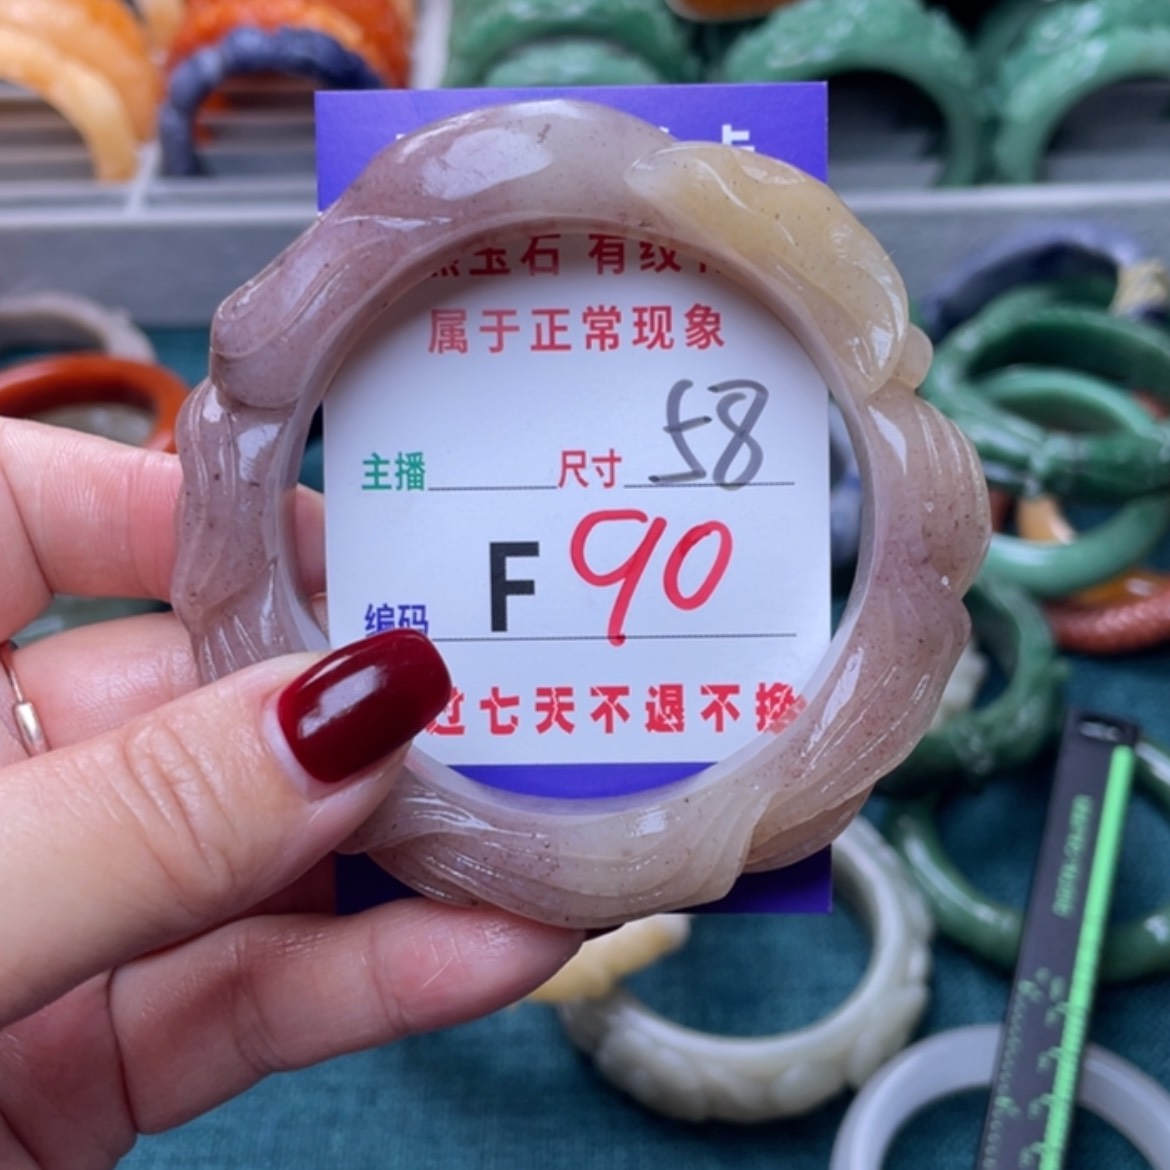 玉石 有纹
属于正常现象
主播 尺寸 58
编码 F 90
过七天不退不换